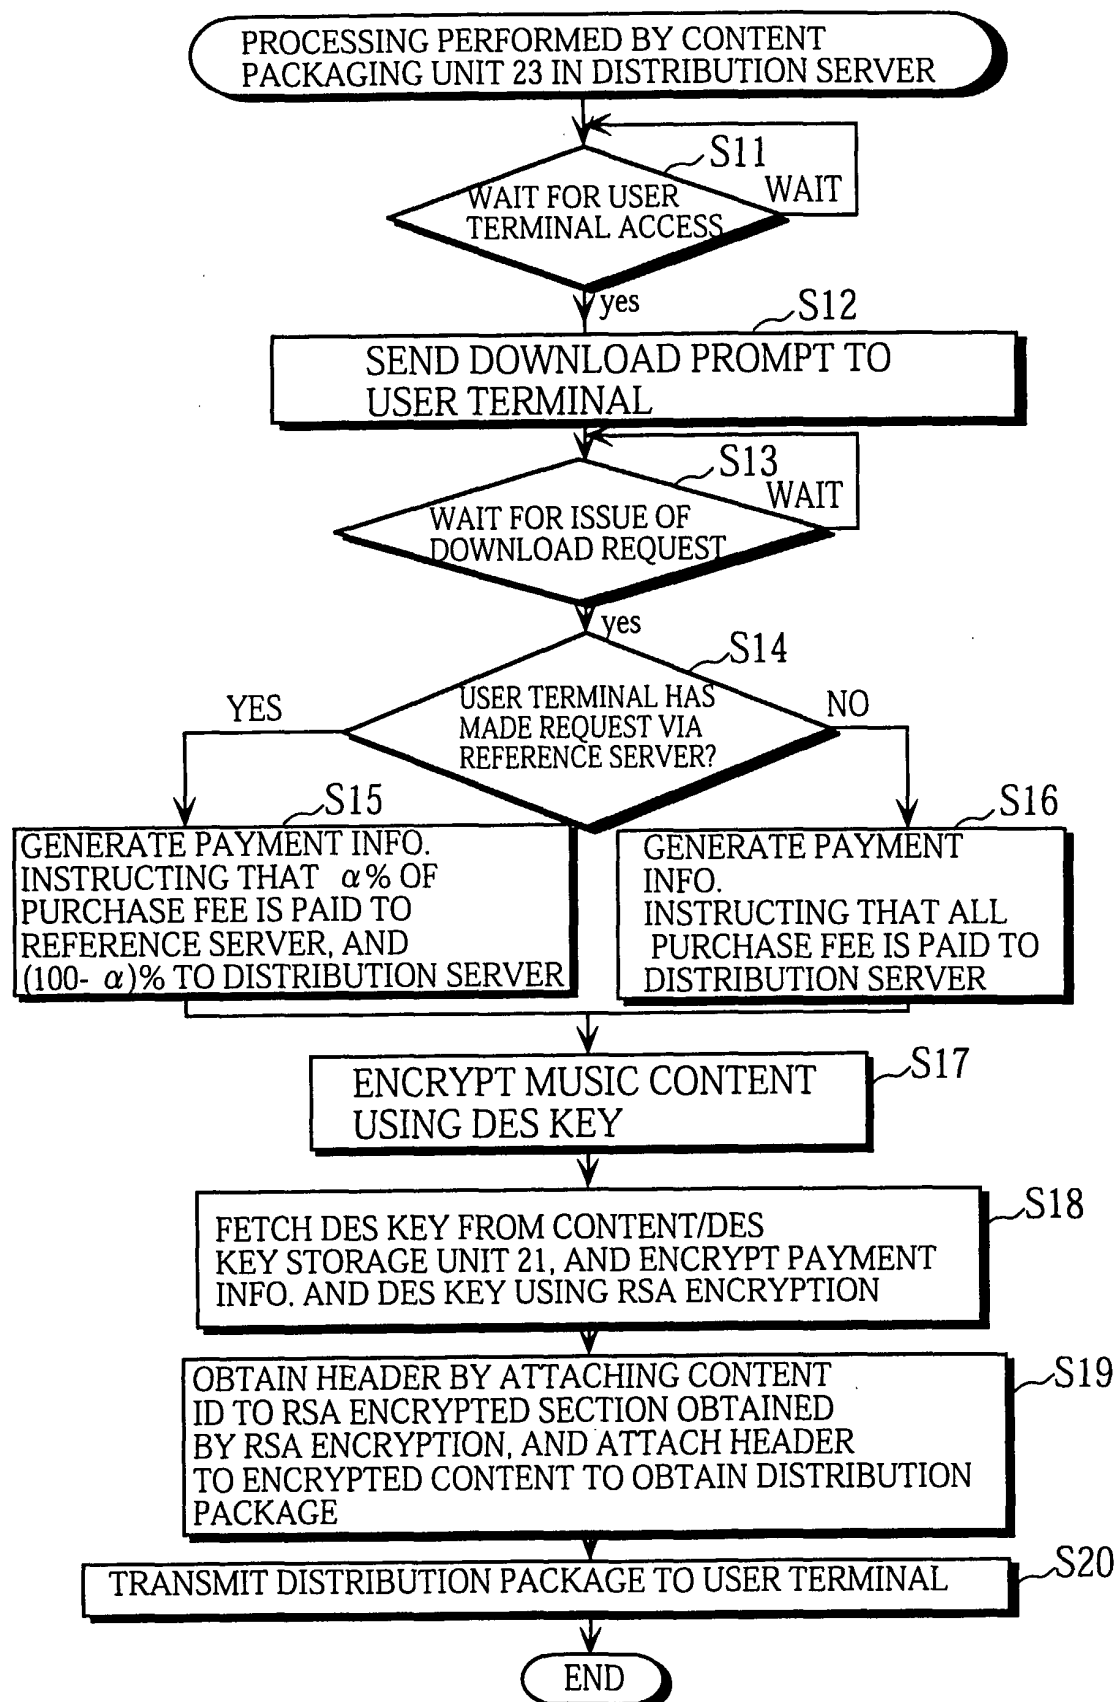 PROCESSING PERFORMED BY CONTENT
PACKAGING UNIT 23 IN DISTRIBUTION SERVER
S11
WAIT
WAIT FOR USER
TERMINAL ACCESS
yes
S12
SEND DOWNLOAD PROMPT TO
USER TERMINAL
S13
WAIT
WAIT FOR ISSUE OF
DOWNLOAD REQUEST
yes
S14
USER TERMINAL HAS
MADE REQUEST VIA
REFERENCE SERVER?
YES
NO
S15
GENERATE PAYMENT INFO.
INSTRUCTING THAT α% OF
PURCHASE FEE IS PAID TO
REFERENCE SERVER, AND
(100- α)% TO DISTRIBUTION SERVER
S16
GENERATE PAYMENT
INFO.
INSTRUCTING THAT ALL
PURCHASE FEE IS PAID TO
DISTRIBUTION SERVER
S17
ENCRYPT MUSIC CONTENT
USING DES KEY
S18
FETCH DES KEY FROM CONTENT/DES
KEY STORAGE UNIT 21, AND ENCRYPT PAYMENT
INFO. AND DES KEY USING RSA ENCRYPTION
S19
OBTAIN HEADER BY ATTACHING CONTENT
ID TO RSA ENCRYPTED SECTION OBTAINED
BY RSA ENCRYPTION, AND ATTACH HEADER
TO ENCRYPTED CONTENT TO OBTAIN DISTRIBUTION
PACKAGE
S20
TRANSMIT DISTRIBUTION PACKAGE TO USER TERMINAL
END